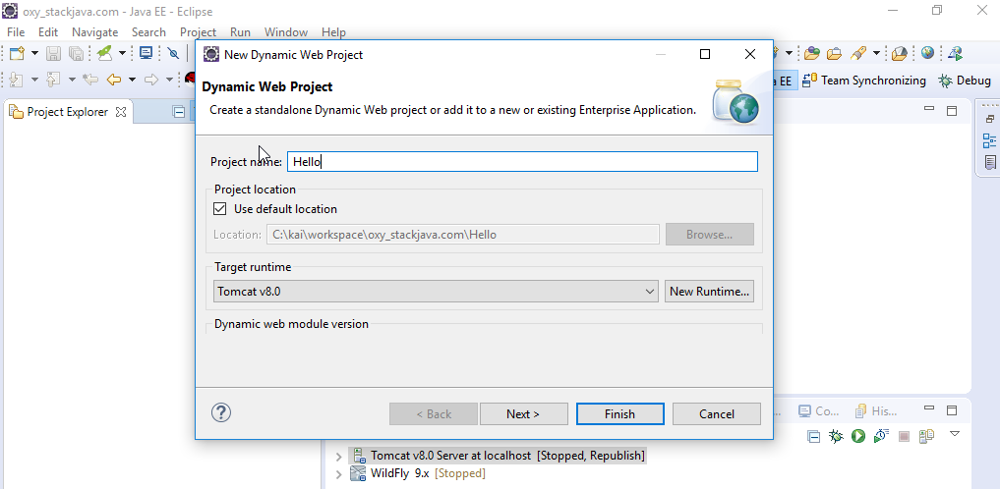 oxy_stackjava.com - Java EE - Eclipse
File Edit Navigate Search Project Run Window Help
New Dynamic Web Project
Dynamic Web Project
Create a standalone Dynamic Web project or add it to a new or existing Enterprise Application.
EE Team Synchronizing Debug
Project Explorer
Project name: Hello
Project location
Use default location
Location: C:\kai\workspace\oxy_stackjava.com\Hello Browse...
Target runtime
Tomcat v8.0 New Runtime...
Dynamic web module version
? < Back Next > Finish Cancel
Co... His...
Tomcat v8.0 Server at localhost [Stopped, Republish]
WildFly 9.x [Stopped]